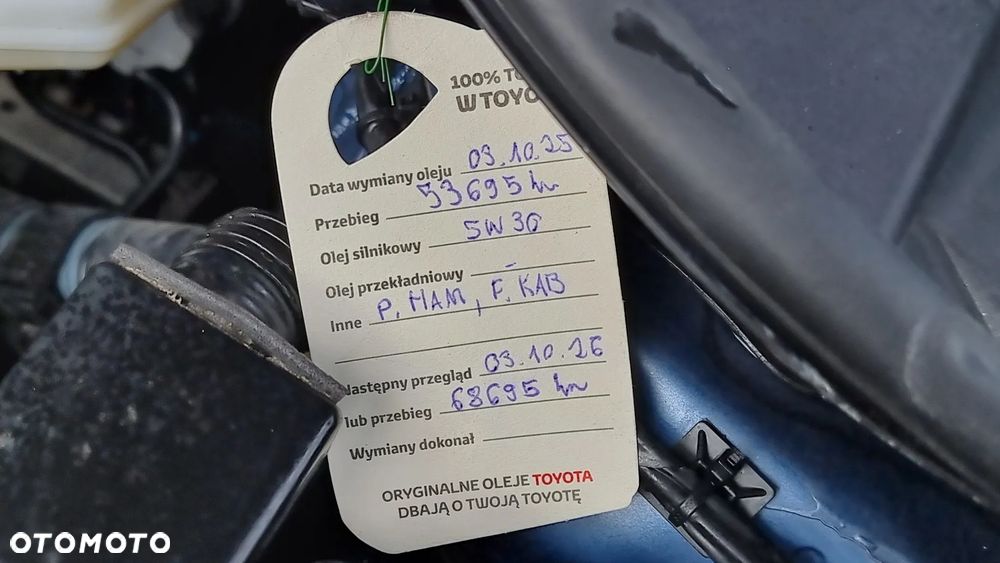 100% TO
W TOYO
Data wymiany oleju 03.10.25
Przebieg 53695 km
Olej silnikowy 5W30
Olej przekładniowy –
Inne P. HAM, F. KAB
Następny przegląd 03.10.26
lub przebieg 68695 km
Wymiany dokonał
ORYGINALNE OLEJE TOYOTA
DBAJĄ O TWOJĄ TOYOTĘ
OTOMOTO